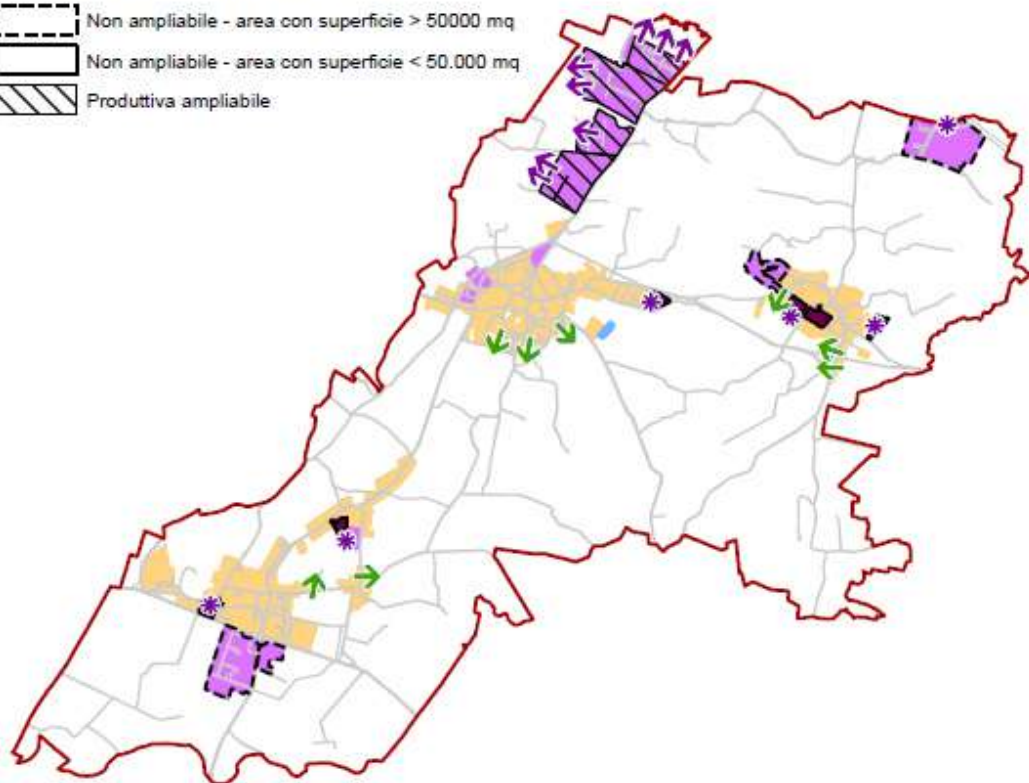 Non ampliabile - area con superficie > 50000 mq
Non ampliabile - area con superficie < 50.000 mq
Produttiva ampliabile